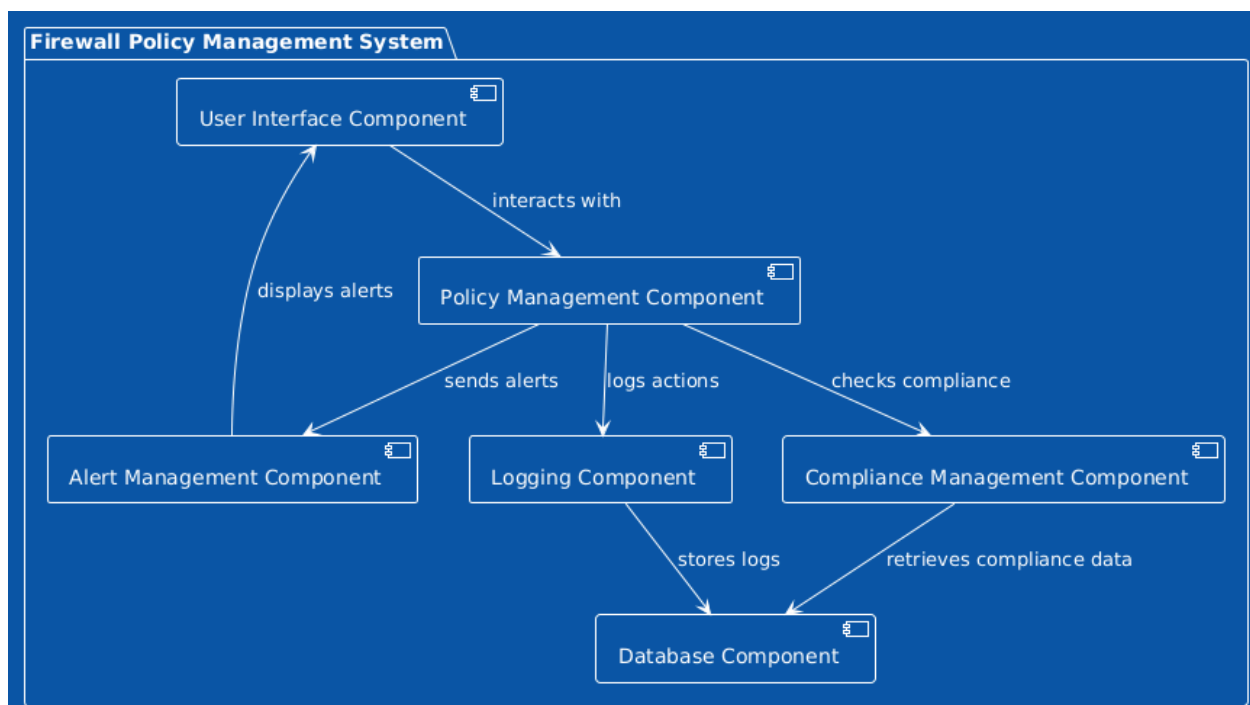 Firewall Policy Management System
User Interface Component
interacts with
displays alerts
Policy Management Component
sends alerts
logs actions
checks compliance
Alert Management Component
Logging Component
Compliance Management Component
stores logs
retrieves compliance data
Database Component